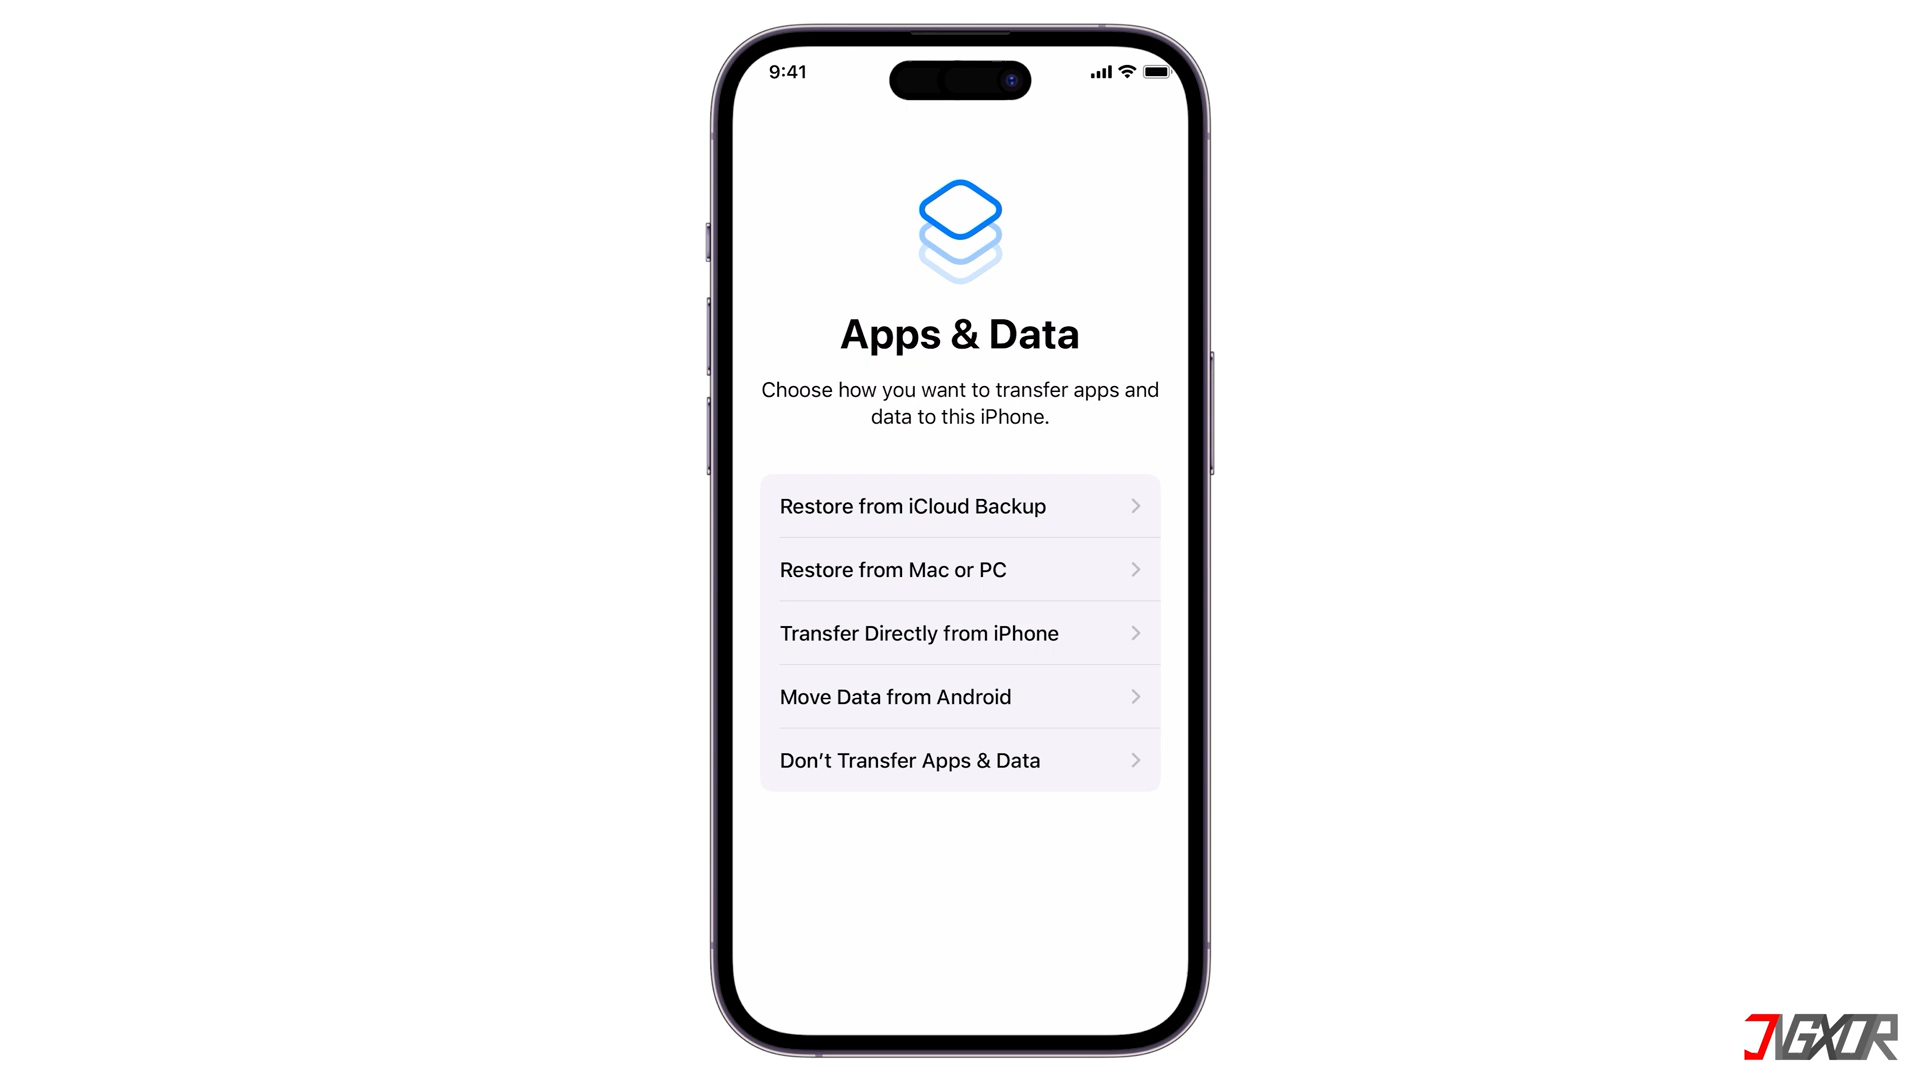 9:41
Apps & Data
Choose how you want to transfer apps and
data to this iPhone.
Restore from iCloud Backup
Restore from Mac or PC
Transfer Directly from iPhone
Move Data from Android
Don’t Transfer Apps & Data
JIGXOR